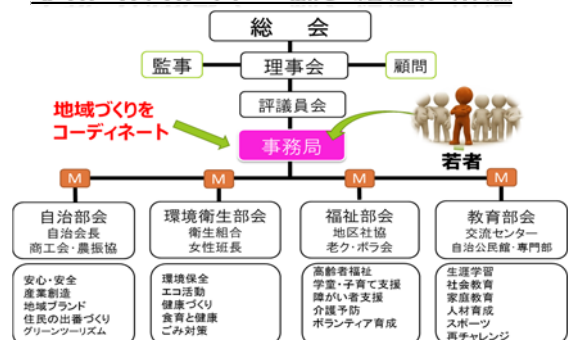 総　会
監事
理事会
顧問
評議員会
地域づくりを
コーディネート
事務局
若者
M
M
M
M
自治部会
自治会長
商工会・農振協
環境衛生部会
衛生組合
女性班長
福祉部会
地区社協
老ク・ボラ会
教育部会
交流センター
自治公民館・専門部
安心・安全
産業創造
地域ブランド
住民の出番づくり
グリーンツーリズム
環境保全
エコ活動
健康づくり
食育と健康
ごみ対策
高齢者福祉
学童・子育て支援
障がい者支援
介護予防
ボランティア育成
生涯学習
社会教育
家庭教育
人材育成
スポーツ
再チャレンジ